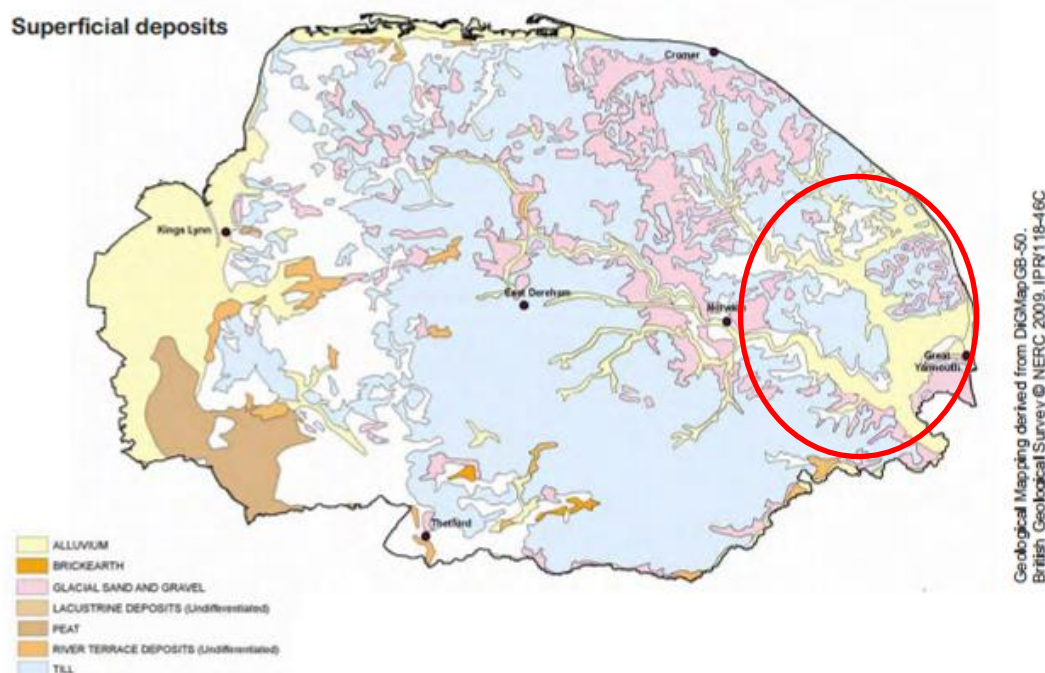 Superficial deposits
Cromer
Kings Lynn
East Dereham
Norwich
Great
Yarmouth
Thetford
ALLUVIUM
BRICKEARTH
GLACIAL SAND AND GRAVEL
LACUSTRINE DEPOSITS (Undifferentiated)
PEAT
RIVER TERRACE DEPOSITS (Undifferentiated)
TILL
Geological Mapping derived from DiGMapGB-50.
British Geological Survey © NERC 2009. IPR/118-46C